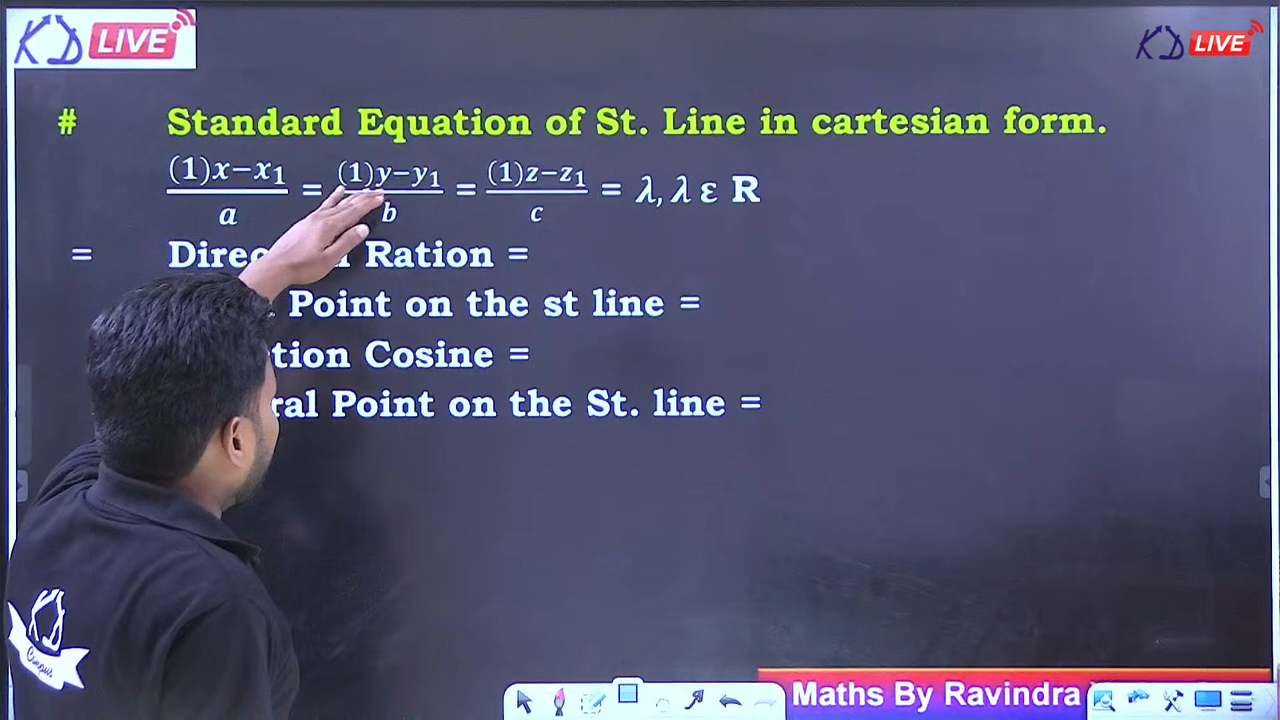 KD LIVE
KD LIVE
# Standard Equation of St. Line in cartesian form.
(1)x−x₁/a = (1)y−y₁/b = (1)z−z₁/c = λ, λ ε R
= Ration =
Point on the st line =
Cosine =
Point on the St. line =
Campus
Maths By Ravindra